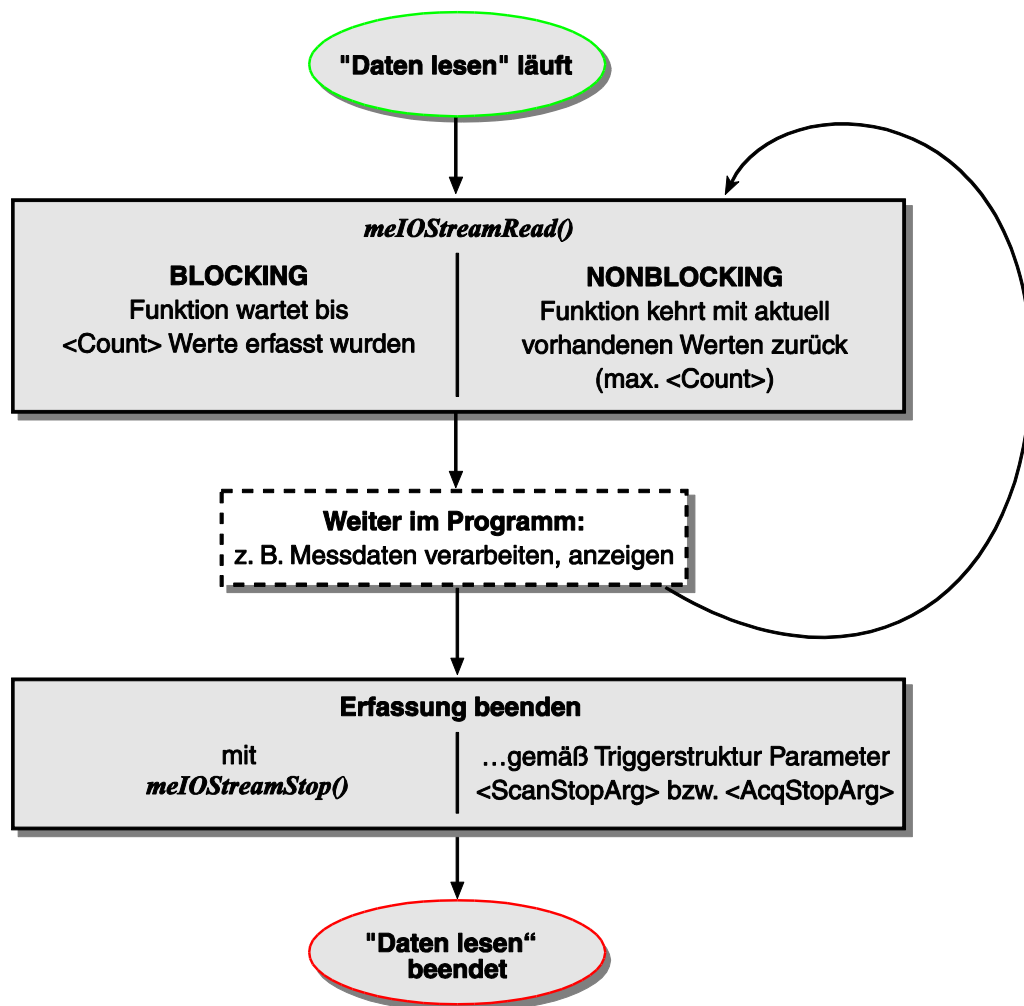 "Daten lesen" läuft
meIOStreamRead()
BLOCKING
Funktion wartet bis
<Count> Werte erfasst wurden
NONBLOCKING
Funktion kehrt mit aktuell
vorhandenen Werten zurück
(max. <Count>)
Weiter im Programm:
z. B. Messdaten verarbeiten, anzeigen
Erfassung beenden
mit
meIOStreamStop()
…gemäß Triggerstruktur Parameter
<ScanStopArg> bzw. <AcqStopArg>
"Daten lesen“
beendet